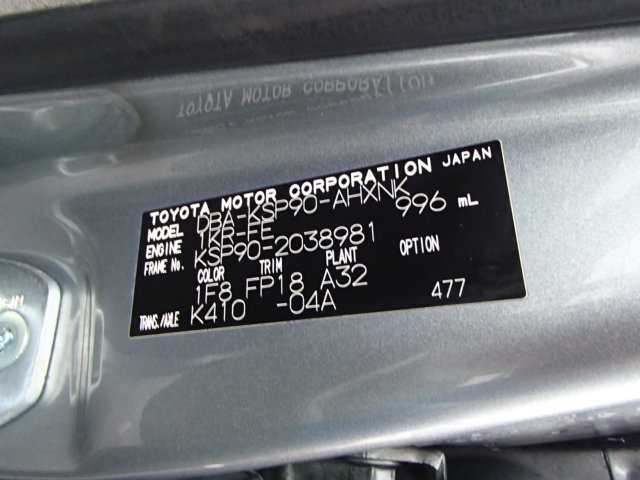 TOYOTA MOTOR CORPORATION JAPAN
MODEL DBA-KSP90-AHXNK
ENGINE 1KR-FE 996 mL
FRAME No. KSP90-2038981
COLOR TRIM PLANT OPTION
1F8 FP18 A32
TRANS./AXLE K410 -04A 477